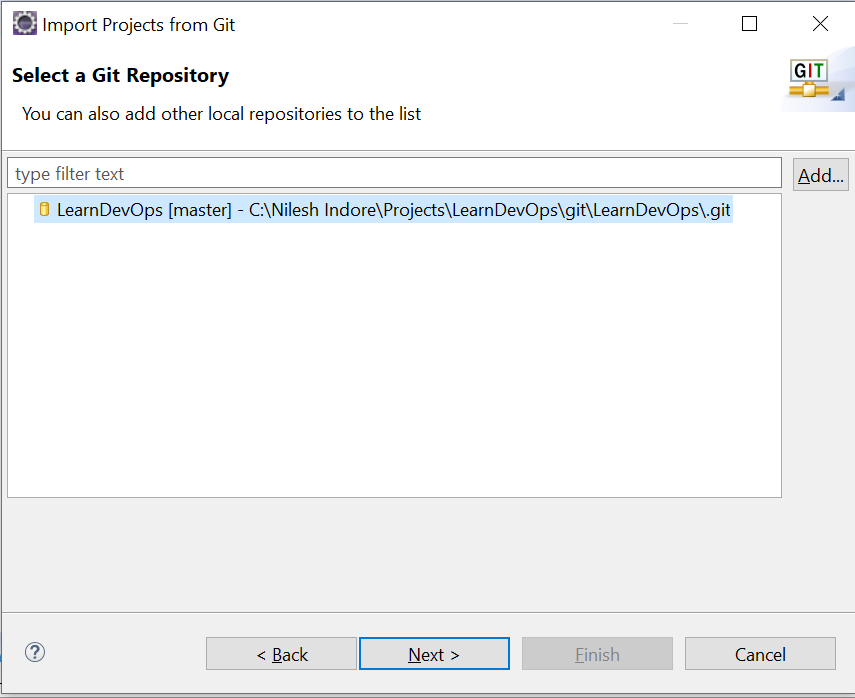 Import Projects from Git
Select a Git Repository
You can also add other local repositories to the list
GIT
type filter text
Add...
LearnDevOps [master] - C:\Nilesh Indore\Projects\LearnDevOps\git\LearnDevOps\.git
?
< Back
Next >
Finish
Cancel